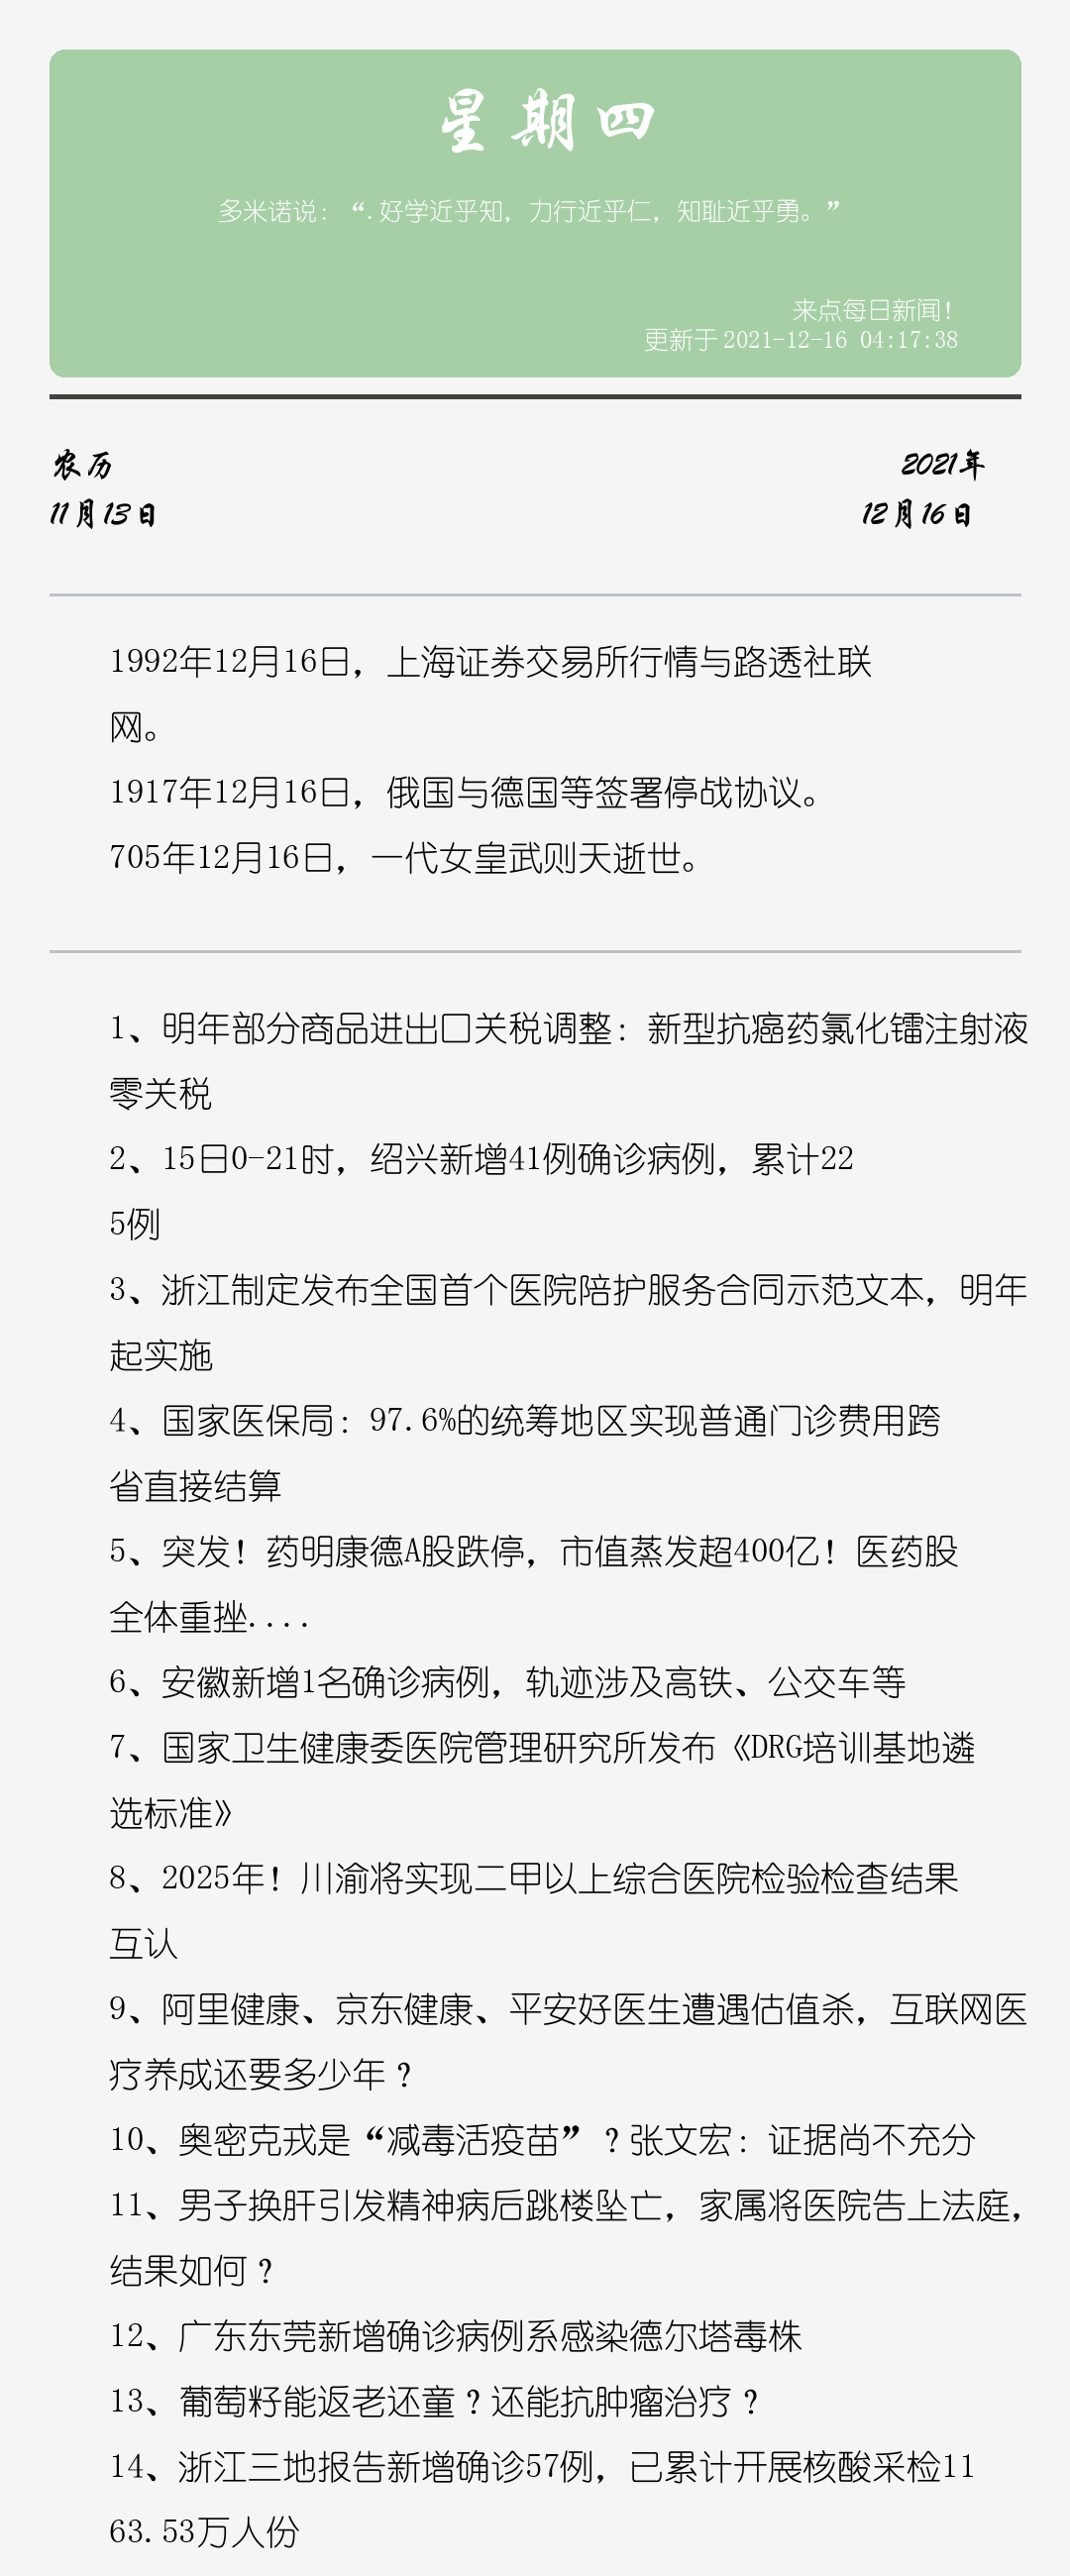 星期四
多米诺说：“.好学近乎知，力行近乎仁，知耻近乎勇。”
来点每日新闻！
更新于 2021-12-16 04:17:38
农历
2021年
11月13日
12月16日
1992年12月16日，上海证券交易所行情与路透社联
网。
1917年12月16日，俄国与德国等签署停战协议。
705年12月16日，一代女皇武则天逝世。
1、明年部分商品进出口关税调整：新型抗癌药氯化镭注射液
零关税
2、15日0-21时，绍兴新增41例确诊病例，累计22
5例
3、浙江制定发布全国首个医院陪护服务合同示范文本，明年
起实施
4、国家医保局：97.6%的统筹地区实现普通门诊费用跨
省直接结算
5、突发！药明康德A股跌停，市值蒸发超400亿！医药股
全体重挫....
6、安徽新增1名确诊病例，轨迹涉及高铁、公交车等
7、国家卫生健康委医院管理研究所发布《DRG培训基地遴
选标准》
8、2025年！川渝将实现二甲以上综合医院检验检查结果
互认
9、阿里健康、京东健康、平安好医生遭遇估值杀，互联网医
疗养成还要多少年？
10、奥密克戎是“减毒活疫苗”？张文宏：证据尚不充分
11、男子换肝引发精神病后跳楼坠亡，家属将医院告上法庭，
结果如何？
12、广东东莞新增确诊病例系感染德尔塔毒株
13、葡萄籽能返老还童？还能抗肿瘤治疗？
14、浙江三地报告新增确诊57例，已累计开展核酸采检11
63.53万人份